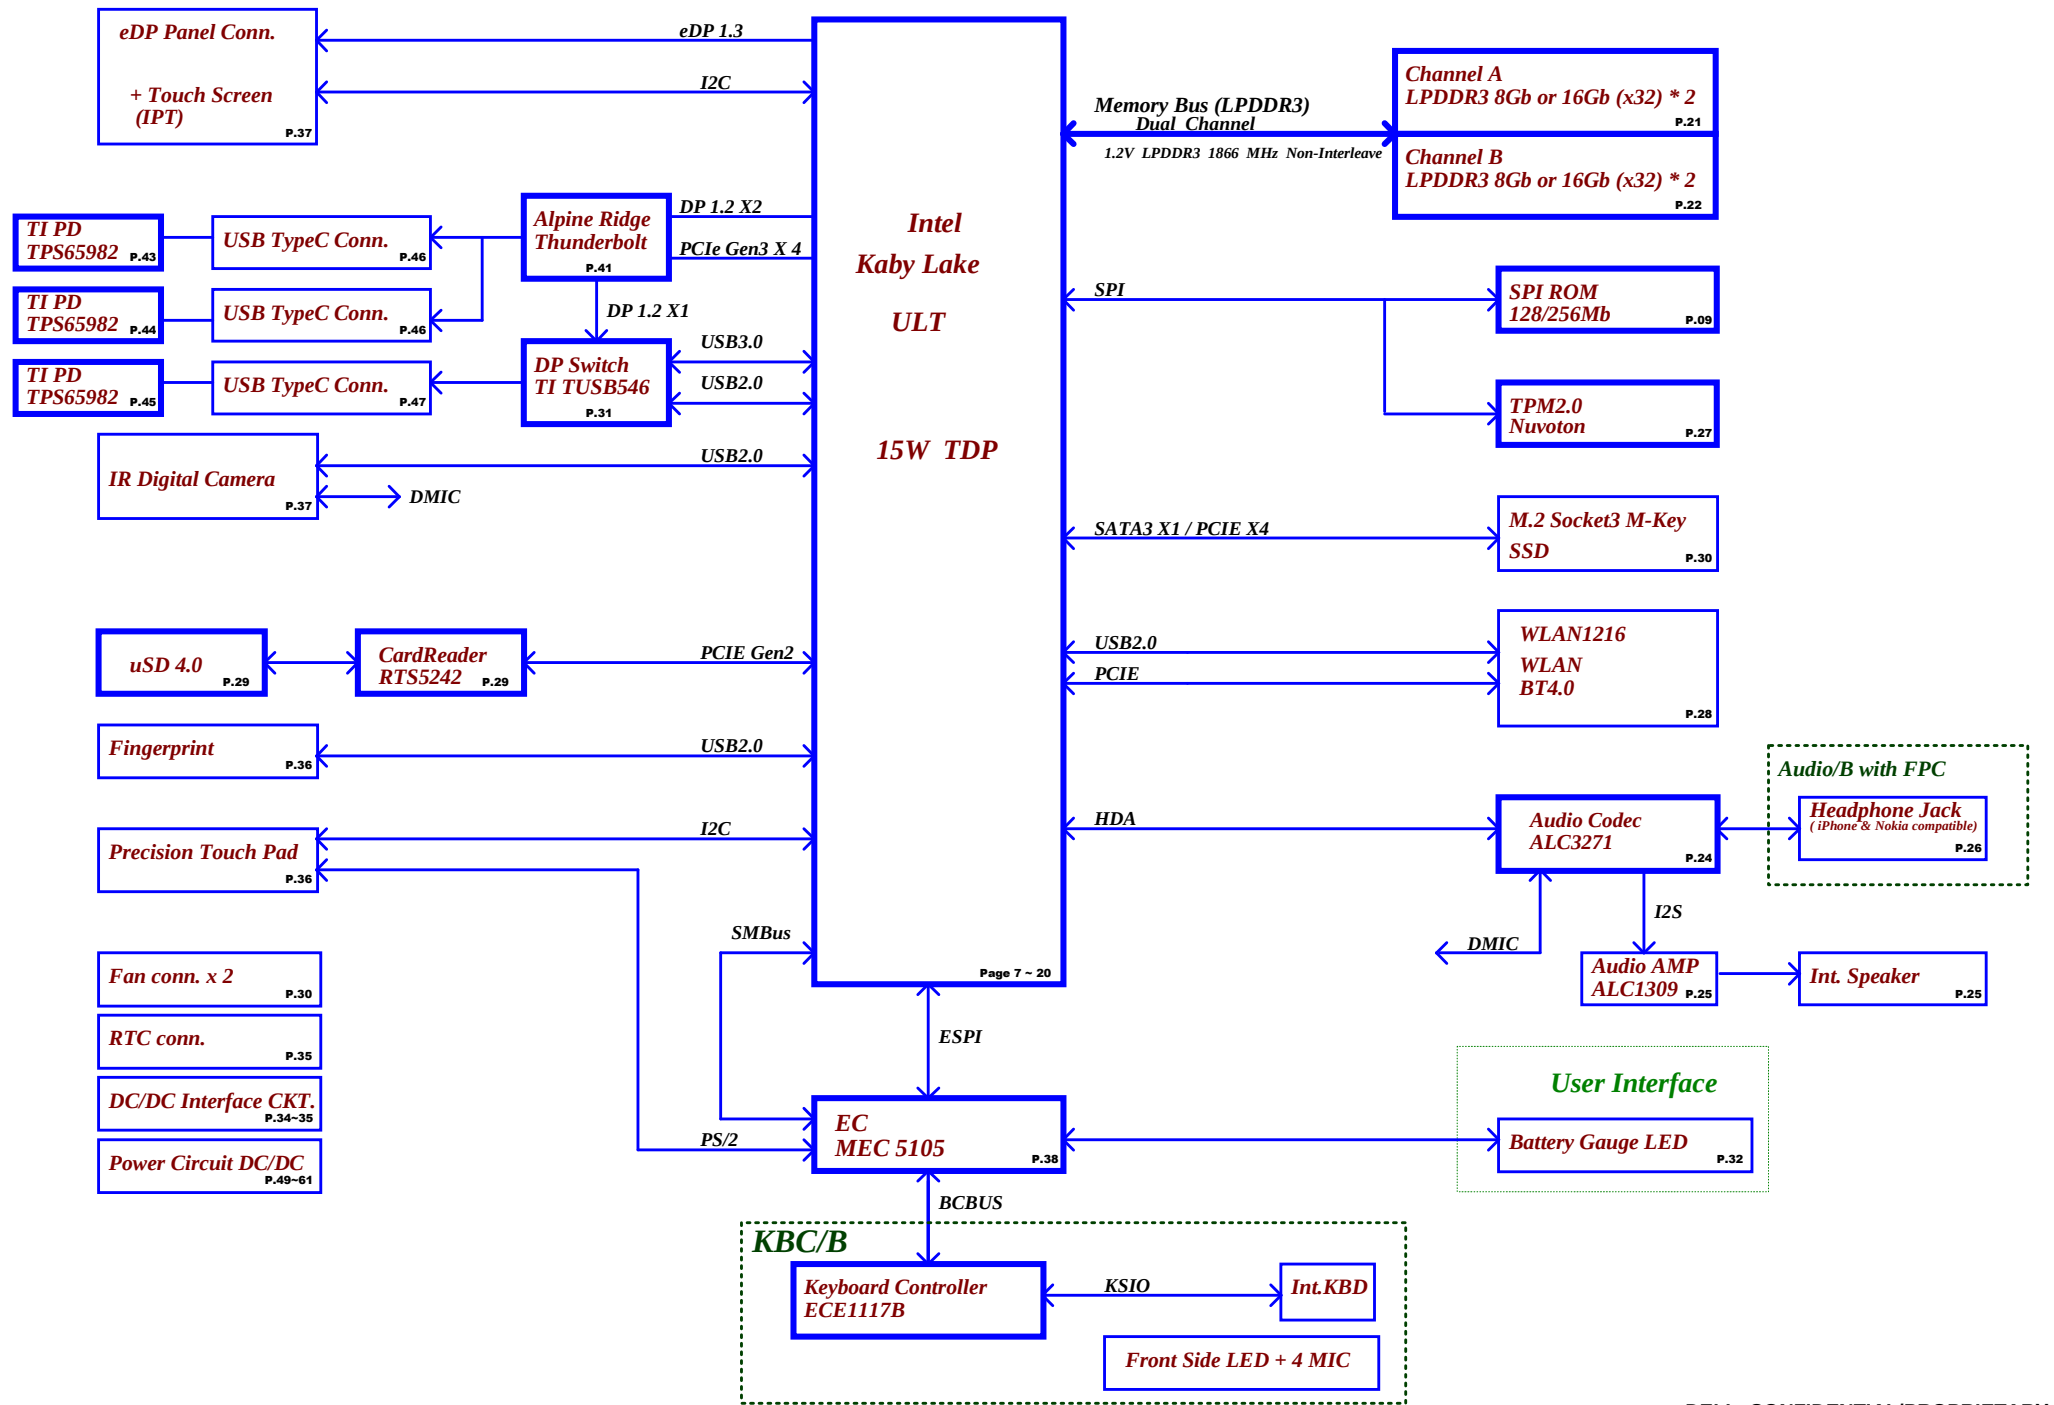 eDP Panel Conn.
+ Touch Screen
(IPT)
P.37
eDP 1.3
I2C
TI PD
TPS65982 P.43
USB TypeC Conn.
P.46
Alpine Ridge
Thunderbolt
P.41
DP 1.2 X2
PCIe Gen3 X 4
TI PD
TPS65982 P.44
USB TypeC Conn.
P.46
DP 1.2 X1
TI PD
TPS65982 P.45
USB TypeC Conn.
P.47
DP Switch
TI TUSB546
P.31
USB3.0
USB2.0
IR Digital Camera
P.37
USB2.0
DMIC
uSD 4.0
P.29
CardReader
RTS5242 P.29
PCIE Gen2
Fingerprint
P.36
USB2.0
Precision Touch Pad
P.36
I2C
SMBus
PS/2
Fan conn. x 2
P.30
RTC conn.
P.35
DC/DC Interface CKT.
P.34~35
Power Circuit DC/DC
P.49~61
Intel
Kaby Lake
ULT
15W TDP
Page 7 ~ 20
ESPI
EC
MEC 5105
P.38
BCBUS
KBC/B
Keyboard Controller
ECE1117B
KSIO
Int.KBD
Front Side LED + 4 MIC
Memory Bus (LPDDR3)
Dual Channel
1.2V LPDDR3 1866 MHz Non-Interleave
Channel A
LPDDR3 8Gb or 16Gb (x32) * 2
P.21
Channel B
LPDDR3 8Gb or 16Gb (x32) * 2
P.22
SPI
SPI ROM
128/256Mb
P.09
TPM2.0
Nuvoton
P.27
SATA3 X1 / PCIE X4
M.2 Socket3 M-Key
SSD
P.30
USB2.0
PCIE
WLAN1216
WLAN
BT4.0
P.28
HDA
Audio Codec
ALC3271
P.24
Audio/B with FPC
Headphone Jack
( iPhone & Nokia compatible)
P.26
I2S
DMIC
Audio AMP
ALC1309 P.25
Int. Speaker
P.25
User Interface
Battery Gauge LED
P.32